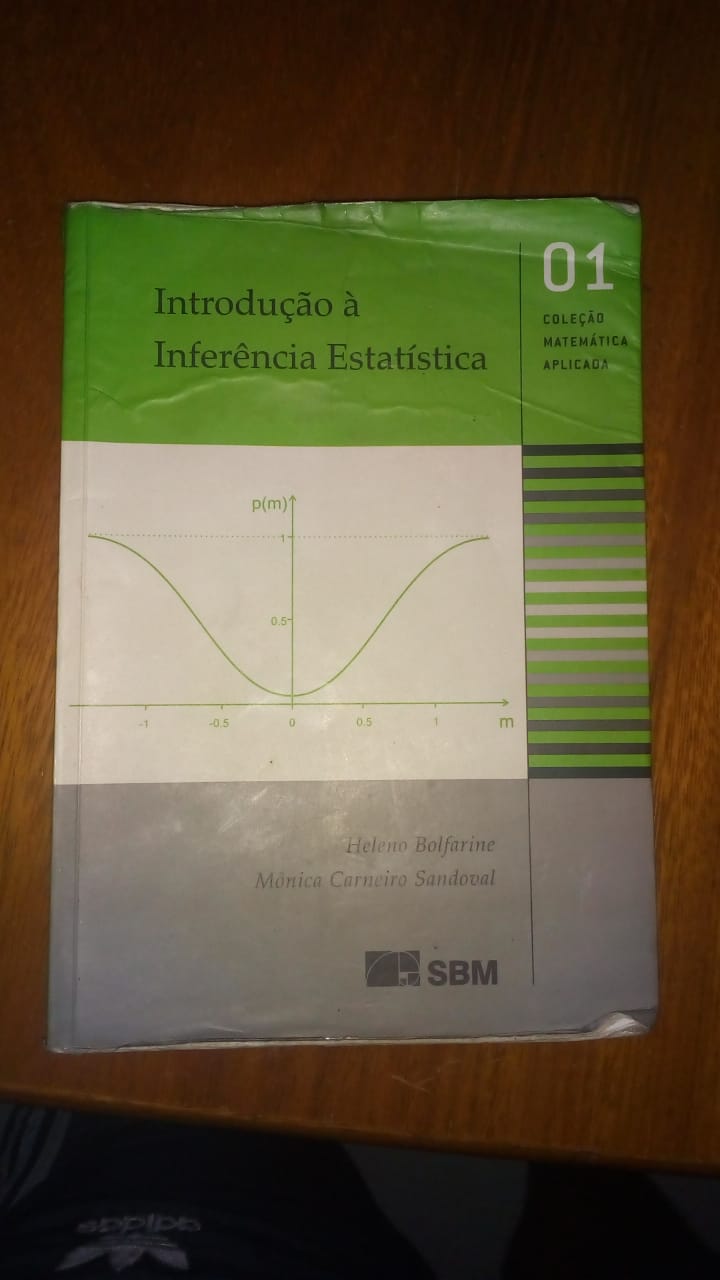 01
COLEÇÃO
MATEMÁTICA
APLICADA
Introdução à
Inferência Estatística
p(m)
1
0.5
-1 -0.5 0 0.5 1 m
Heleno Bolfarine
Mônica Carneiro Sandoval
SBM
adidas